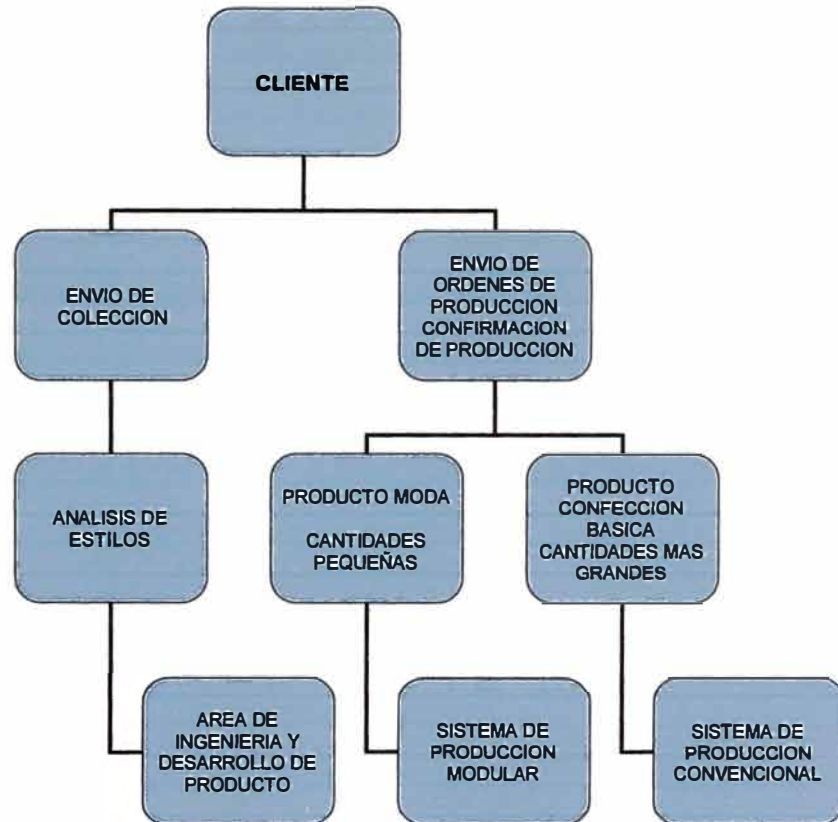 CLIENTE
ENVIO DE
COLECCION
ENVIO DE
ORDENES DE
PRODUCCION
CONFIRMACION
DE PRODUCCION
ANALISIS DE
ESTILOS
PRODUCTO MODA
CANTIDADES
PEQUEÑAS
PRODUCTO
CONFECCION
BASICA
CANTIDADES MAS
GRANDES
AREA DE
INGENIERIA Y
DESARROLLO DE
PRODUCTO
SISTEMA DE
PRODUCCION
MODULAR
SISTEMA DE
PRODUCCION
CONVENCIONAL